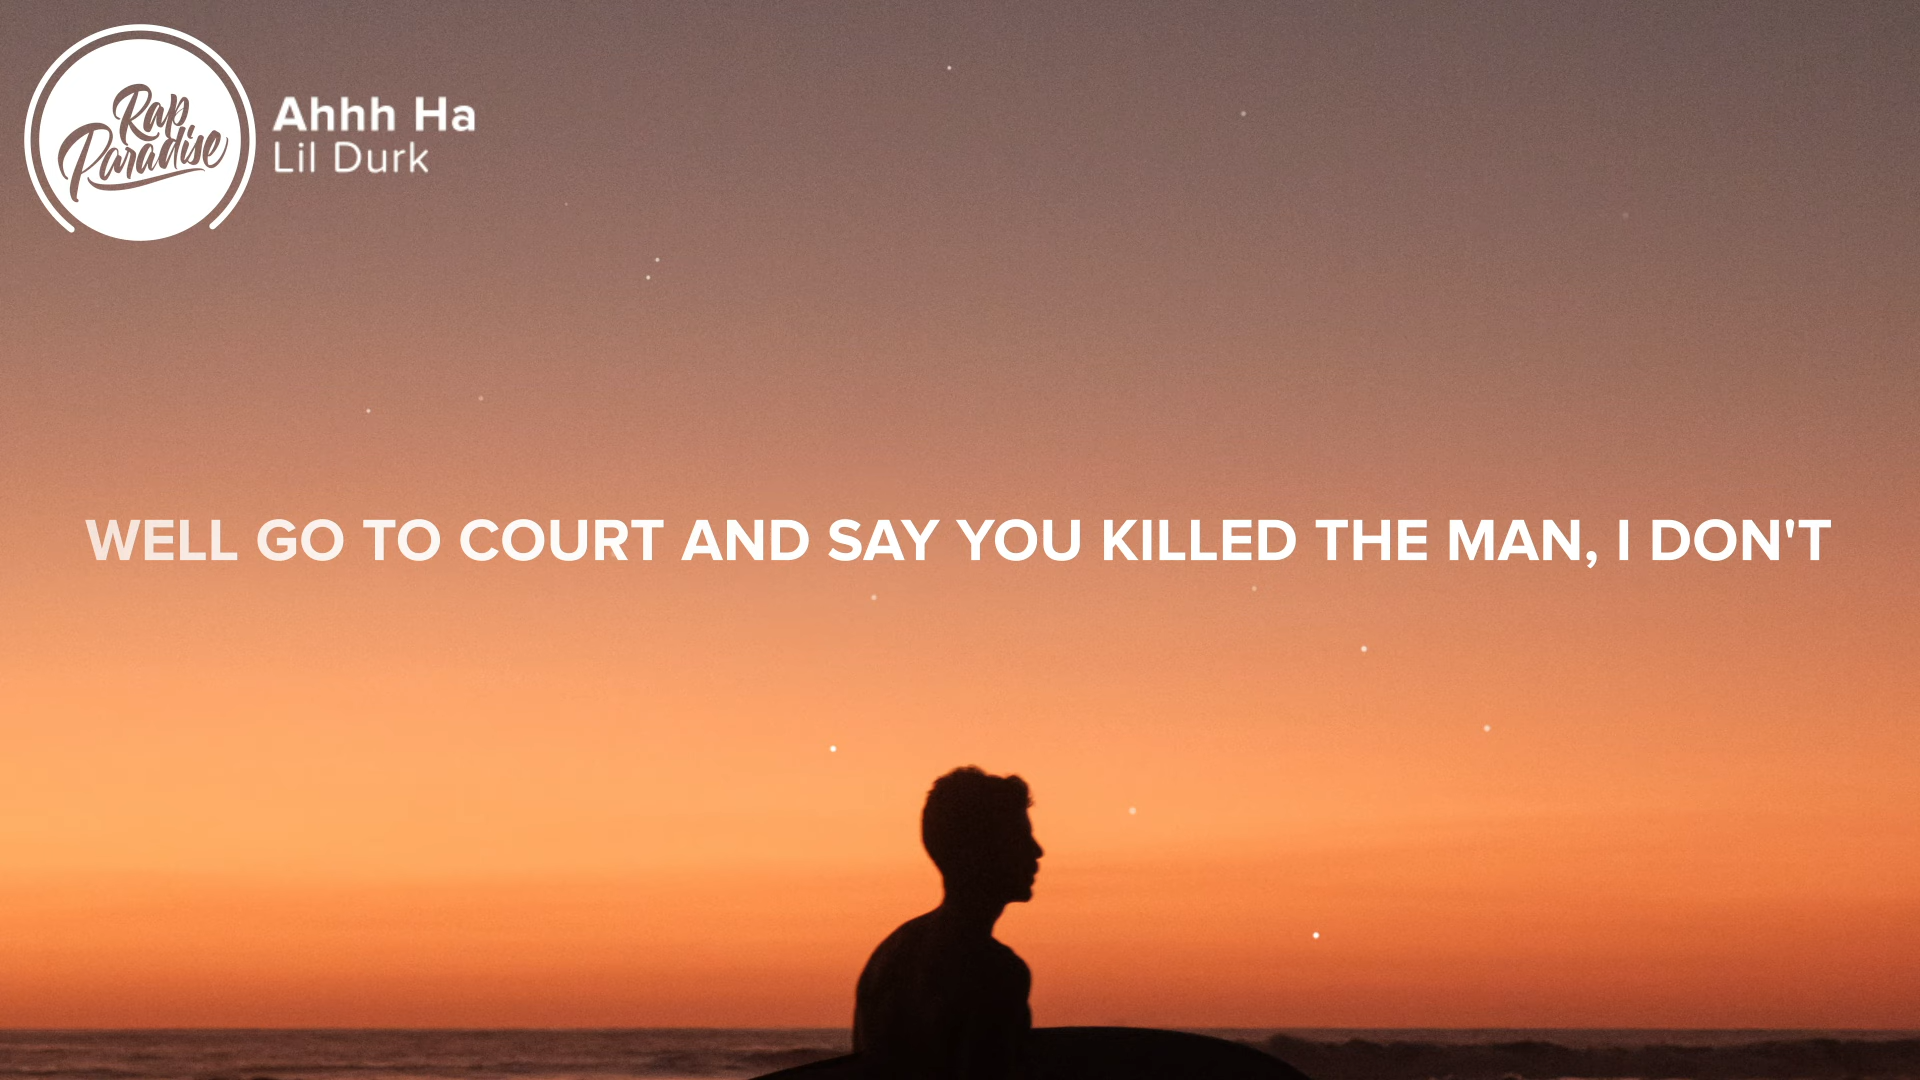 Rap
Paradise
Ahhh Ha
Lil Durk
WELL GO TO COURT AND SAY YOU KILLED THE MAN, I DON'T